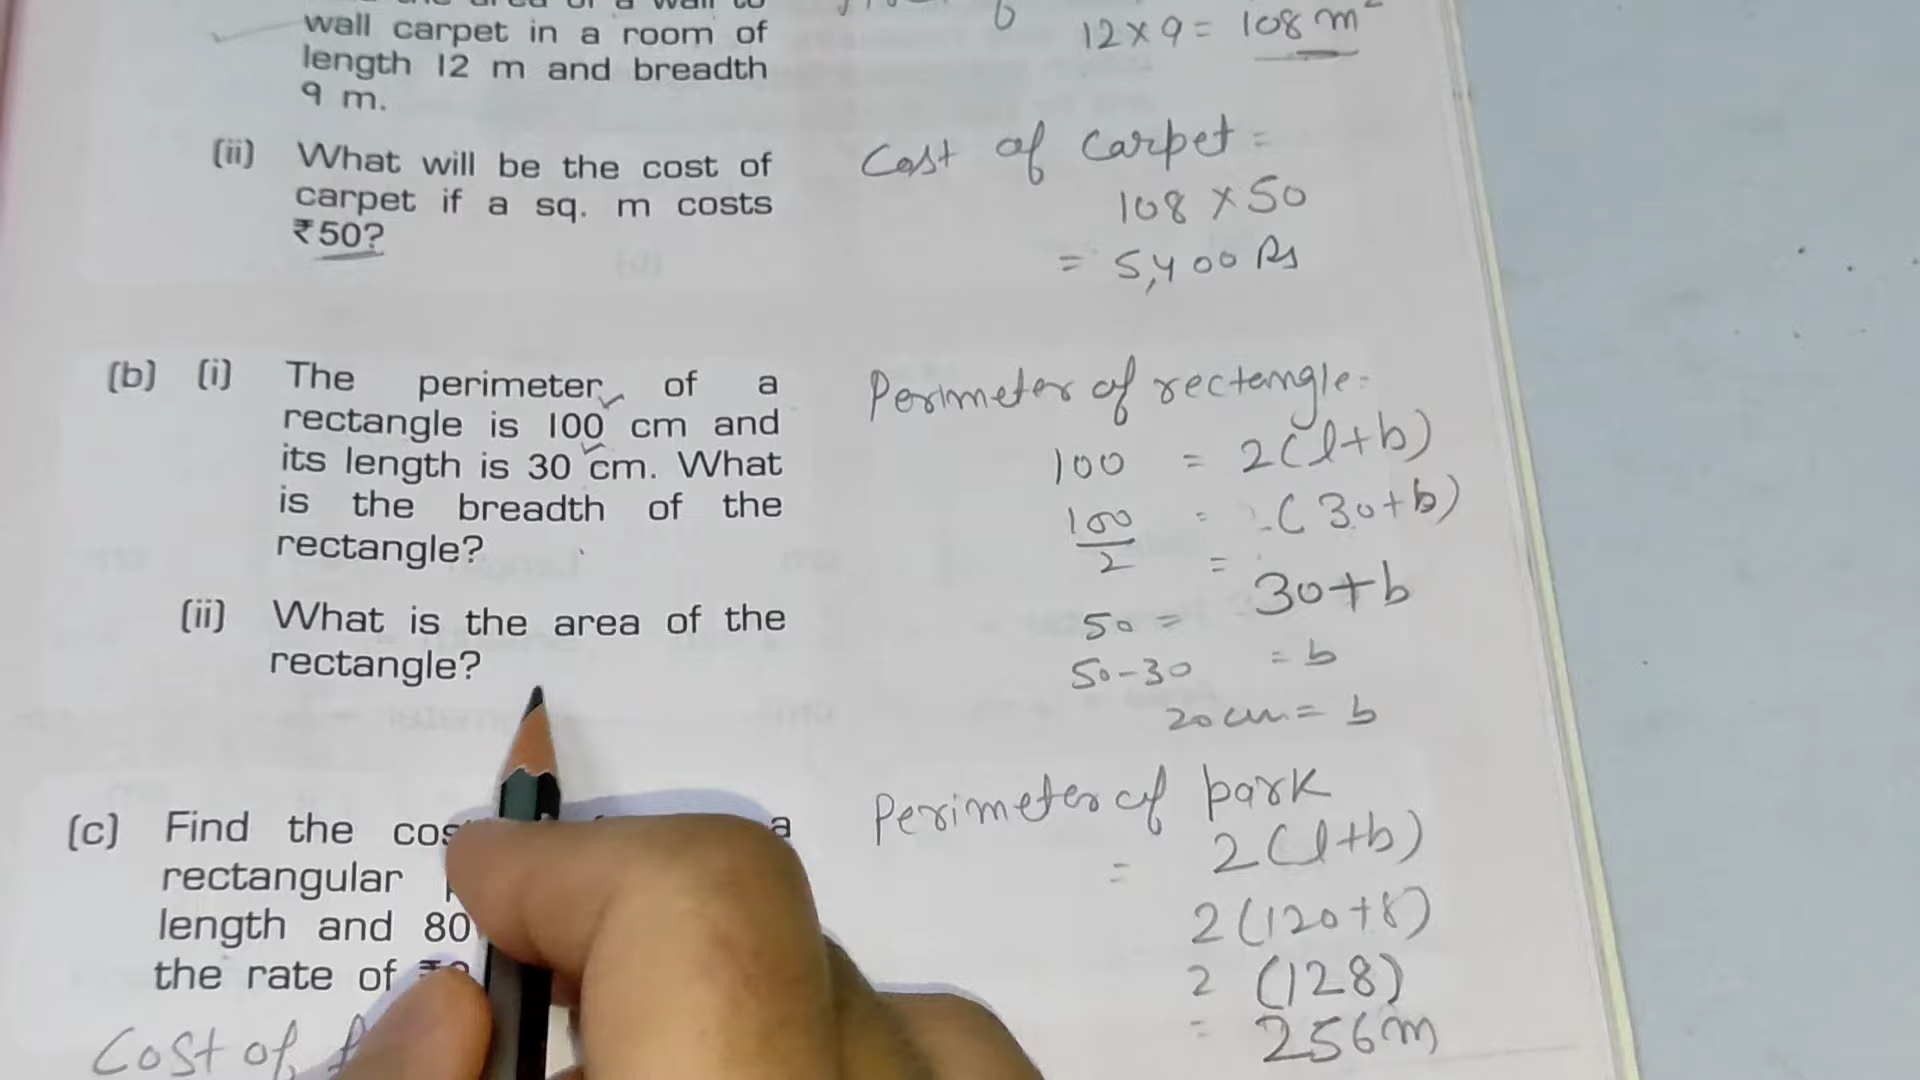 wall carpet in a room of
length 12 m and breadth
9 m.
12 × 9 = 108 m²
(ii) What will be the cost of
carpet if a sq. m costs
₹50?
Cost of carpet =
108 × 50
= 5,400 Rs
(b) (i) The perimeter of a
rectangle is 100 cm and
its length is 30 cm. What
is the breadth of the
rectangle?
Perimeter of rectangle =
100 = 2(l+b)
100/2 = (30+b)
= 30+b
50 =
50-30 = b
20 cm = b
(ii) What is the area of the
rectangle?
(c) Find the a
rectangular
length and 80
the rate of
Perimeter of park
= 2(l+b)
2(120+8)
2 (128)
= 256m
Cost of